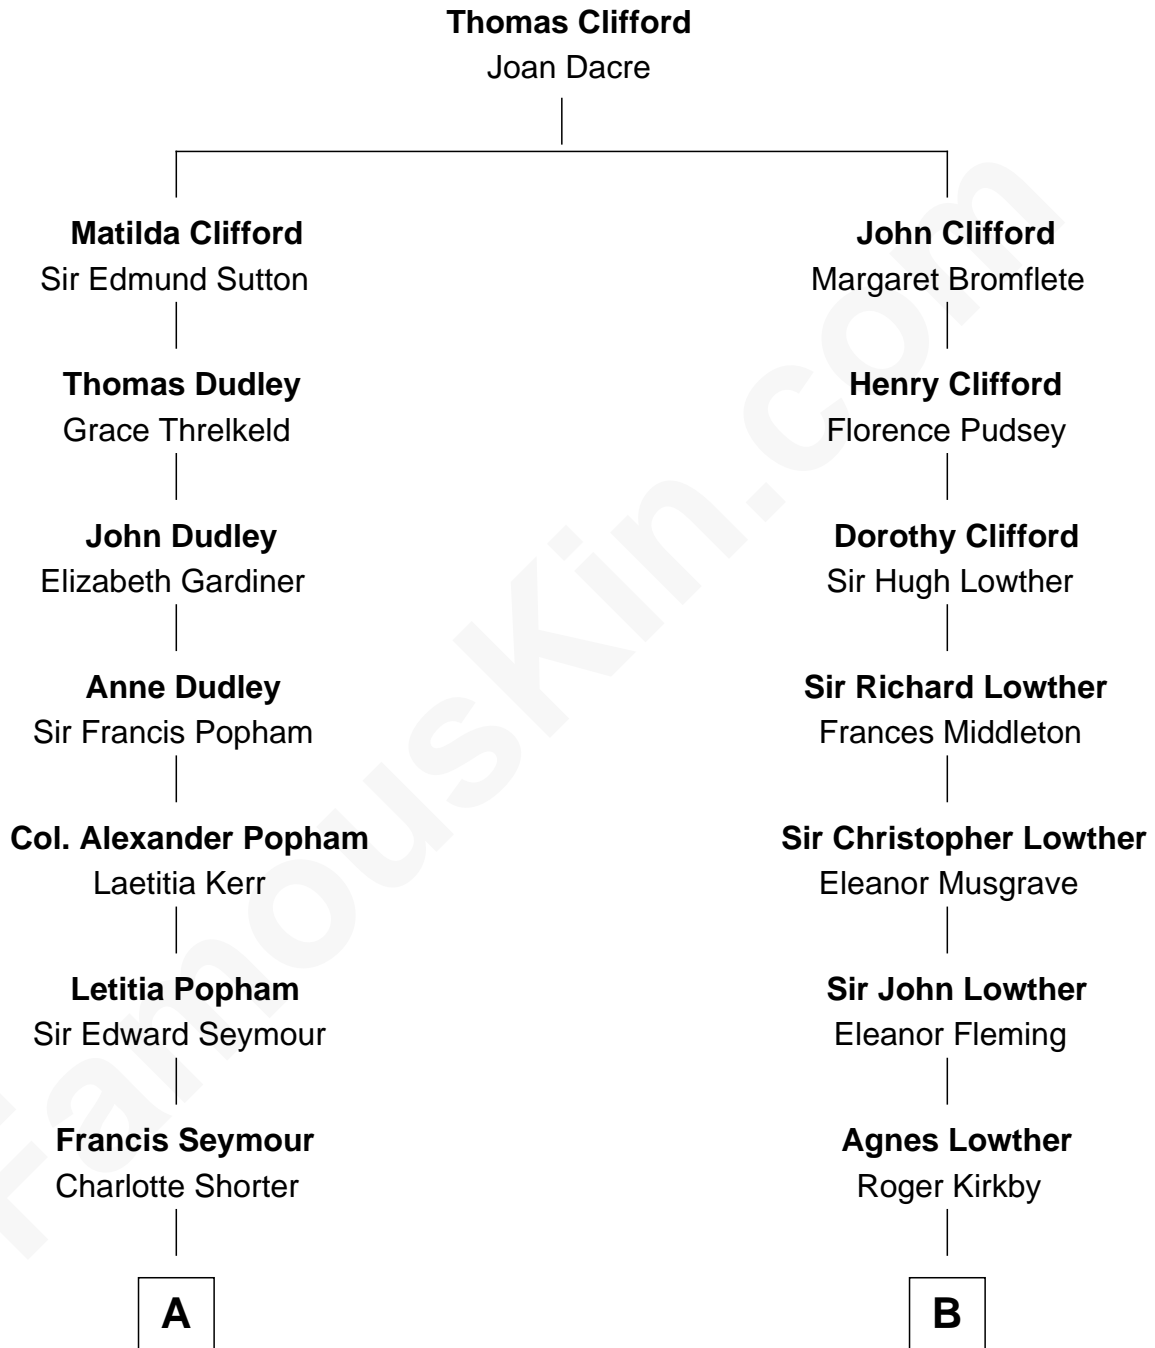 Thomas Clifford
Joan Dacre
Matilda Clifford
Sir Edmund Sutton
John Clifford
Margaret Bromflete
Thomas Dudley
Grace Threlkeld
Henry Clifford
Florence Pudsey
John Dudley
Elizabeth Gardiner
Dorothy Clifford
Sir Hugh Lowther
Anne Dudley
Sir Francis Popham
Sir Richard Lowther
Frances Middleton
Col. Alexander Popham
Laetitia Kerr
Sir Christopher Lowther
Eleanor Musgrave
Letitia Popham
Sir Edward Seymour
Sir John Lowther
Eleanor Fleming
Francis Seymour
Charlotte Shorter
Agnes Lowther
Roger Kirkby
A
B
FamousKin.com